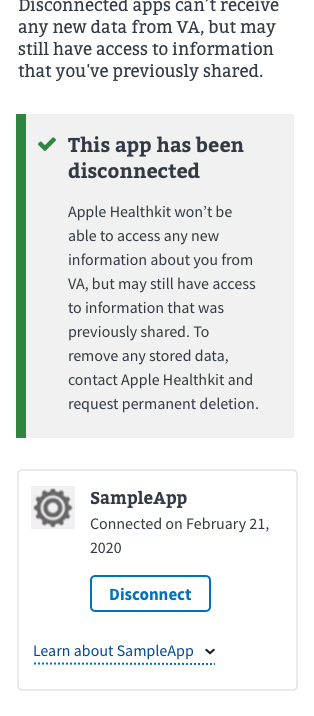 Disconnected apps can't receive
any new data from VA, but may
still have access to information
that you've previously shared.
This app has been
disconnected
Apple Healthkit won't be
able to access any new
information about you from
VA, but may still have access
to information that was
previously shared. To
remove any stored data,
contact Apple Healthkit and
request permanent deletion.
SampleApp
Connected on February 21,
2020
Disconnect
Learn about SampleApp